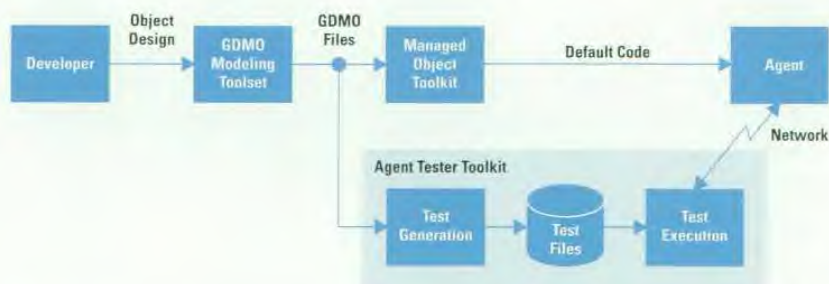 Object
Design
GDMO
Files
Developer
GDMO
Modeling
Toolset
Managed
Object
Toolkit
Default Code
Agent
Network
Agent Tester Toolkit
Test
Generation
Test
Files
Test
Execution